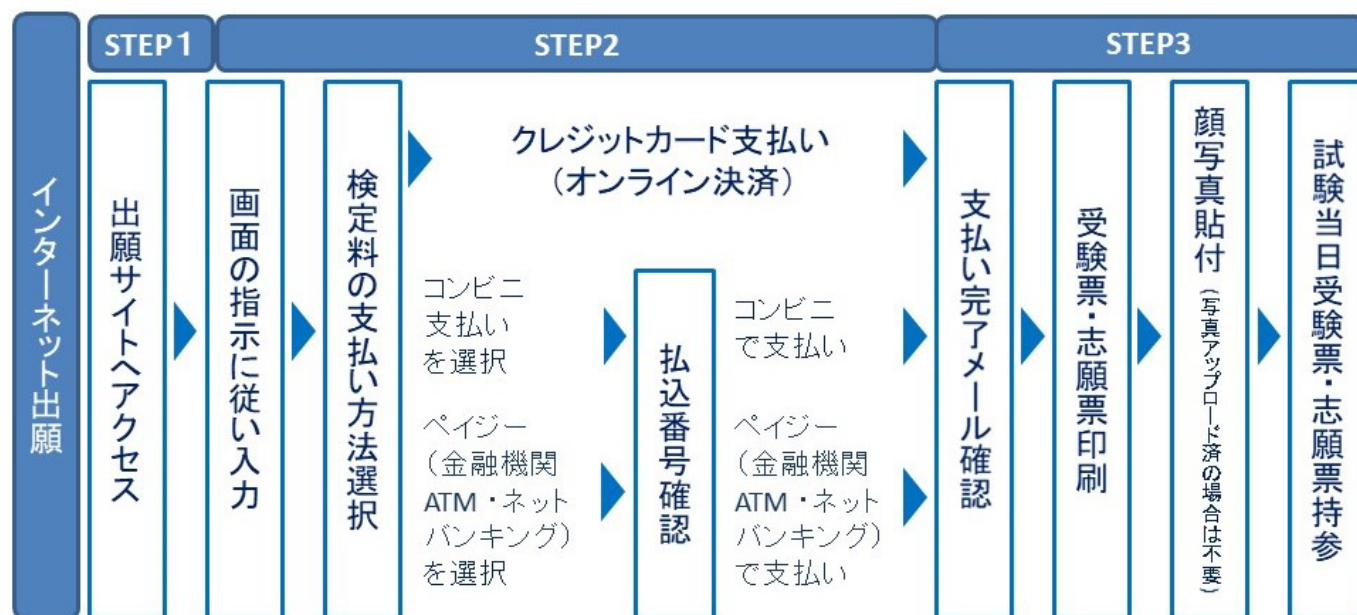 インターネット出願
STEP1
STEP2
STEP3
出願サイトへアクセス
画面の指示に従い入力
検定料の支払い方法選択
クレジットカード支払い
（オンライン決済）
コンビニ
支払い
を選択
ペイジー
（金融機関
ATM・ネット
バンキング）
を選択
払込番号確認
コンビニ
で支払い
ペイジー
（金融機関
ATM・ネット
バンキング）
で支払い
支払い完了メール確認
受験票・志願票印刷
顔写真貼付（写真アップロード済の場合は不要）
試験当日受験票・志願票持参